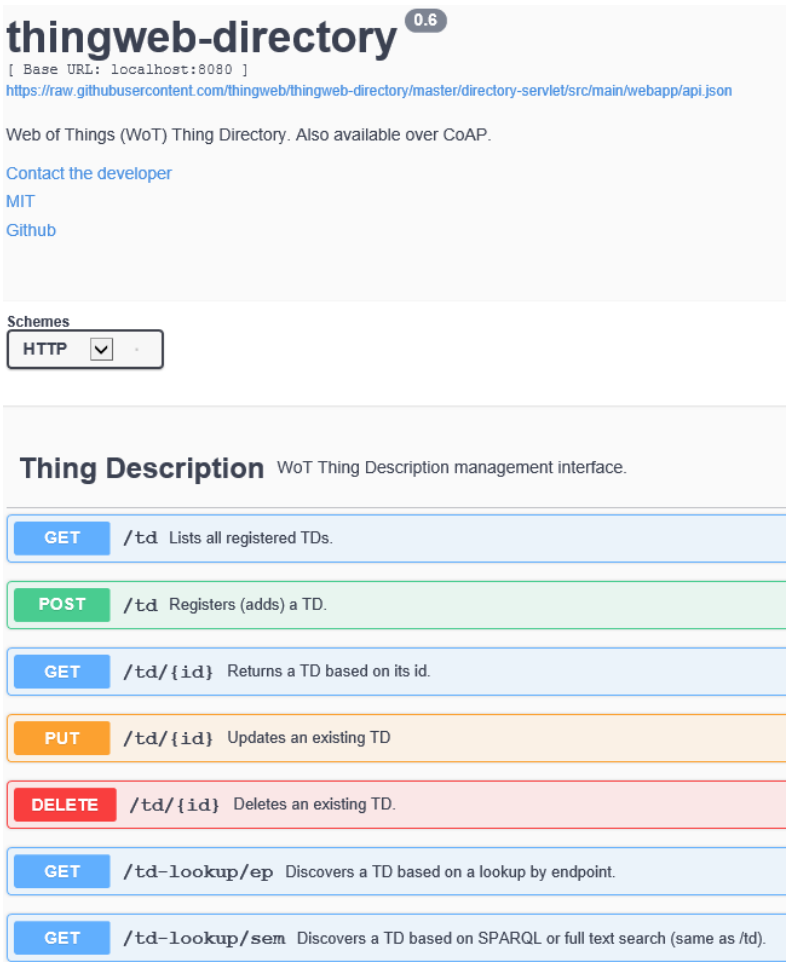 thingweb-directory 0.6
[ Base URL: localhost:8080 ]
https://raw.githubusercontent.com/thingweb/thingweb-directory/master/directory-servlet/src/main/webapp/api.json
Web of Things (WoT) Thing Directory. Also available over CoAP.
Contact the developer
MIT
Github
Schemes
HTTP
Thing Description WoT Thing Description management interface.
GET /td Lists all registered TDs.
POST /td Registers (adds) a TD.
GET /td/{id} Returns a TD based on its id.
PUT /td/{id} Updates an existing TD
DELETE /td/{id} Deletes an existing TD.
GET /td-lookup/ep Discovers a TD based on a lookup by endpoint.
GET /td-lookup/sem Discovers a TD based on SPARQL or full text search (same as /td).